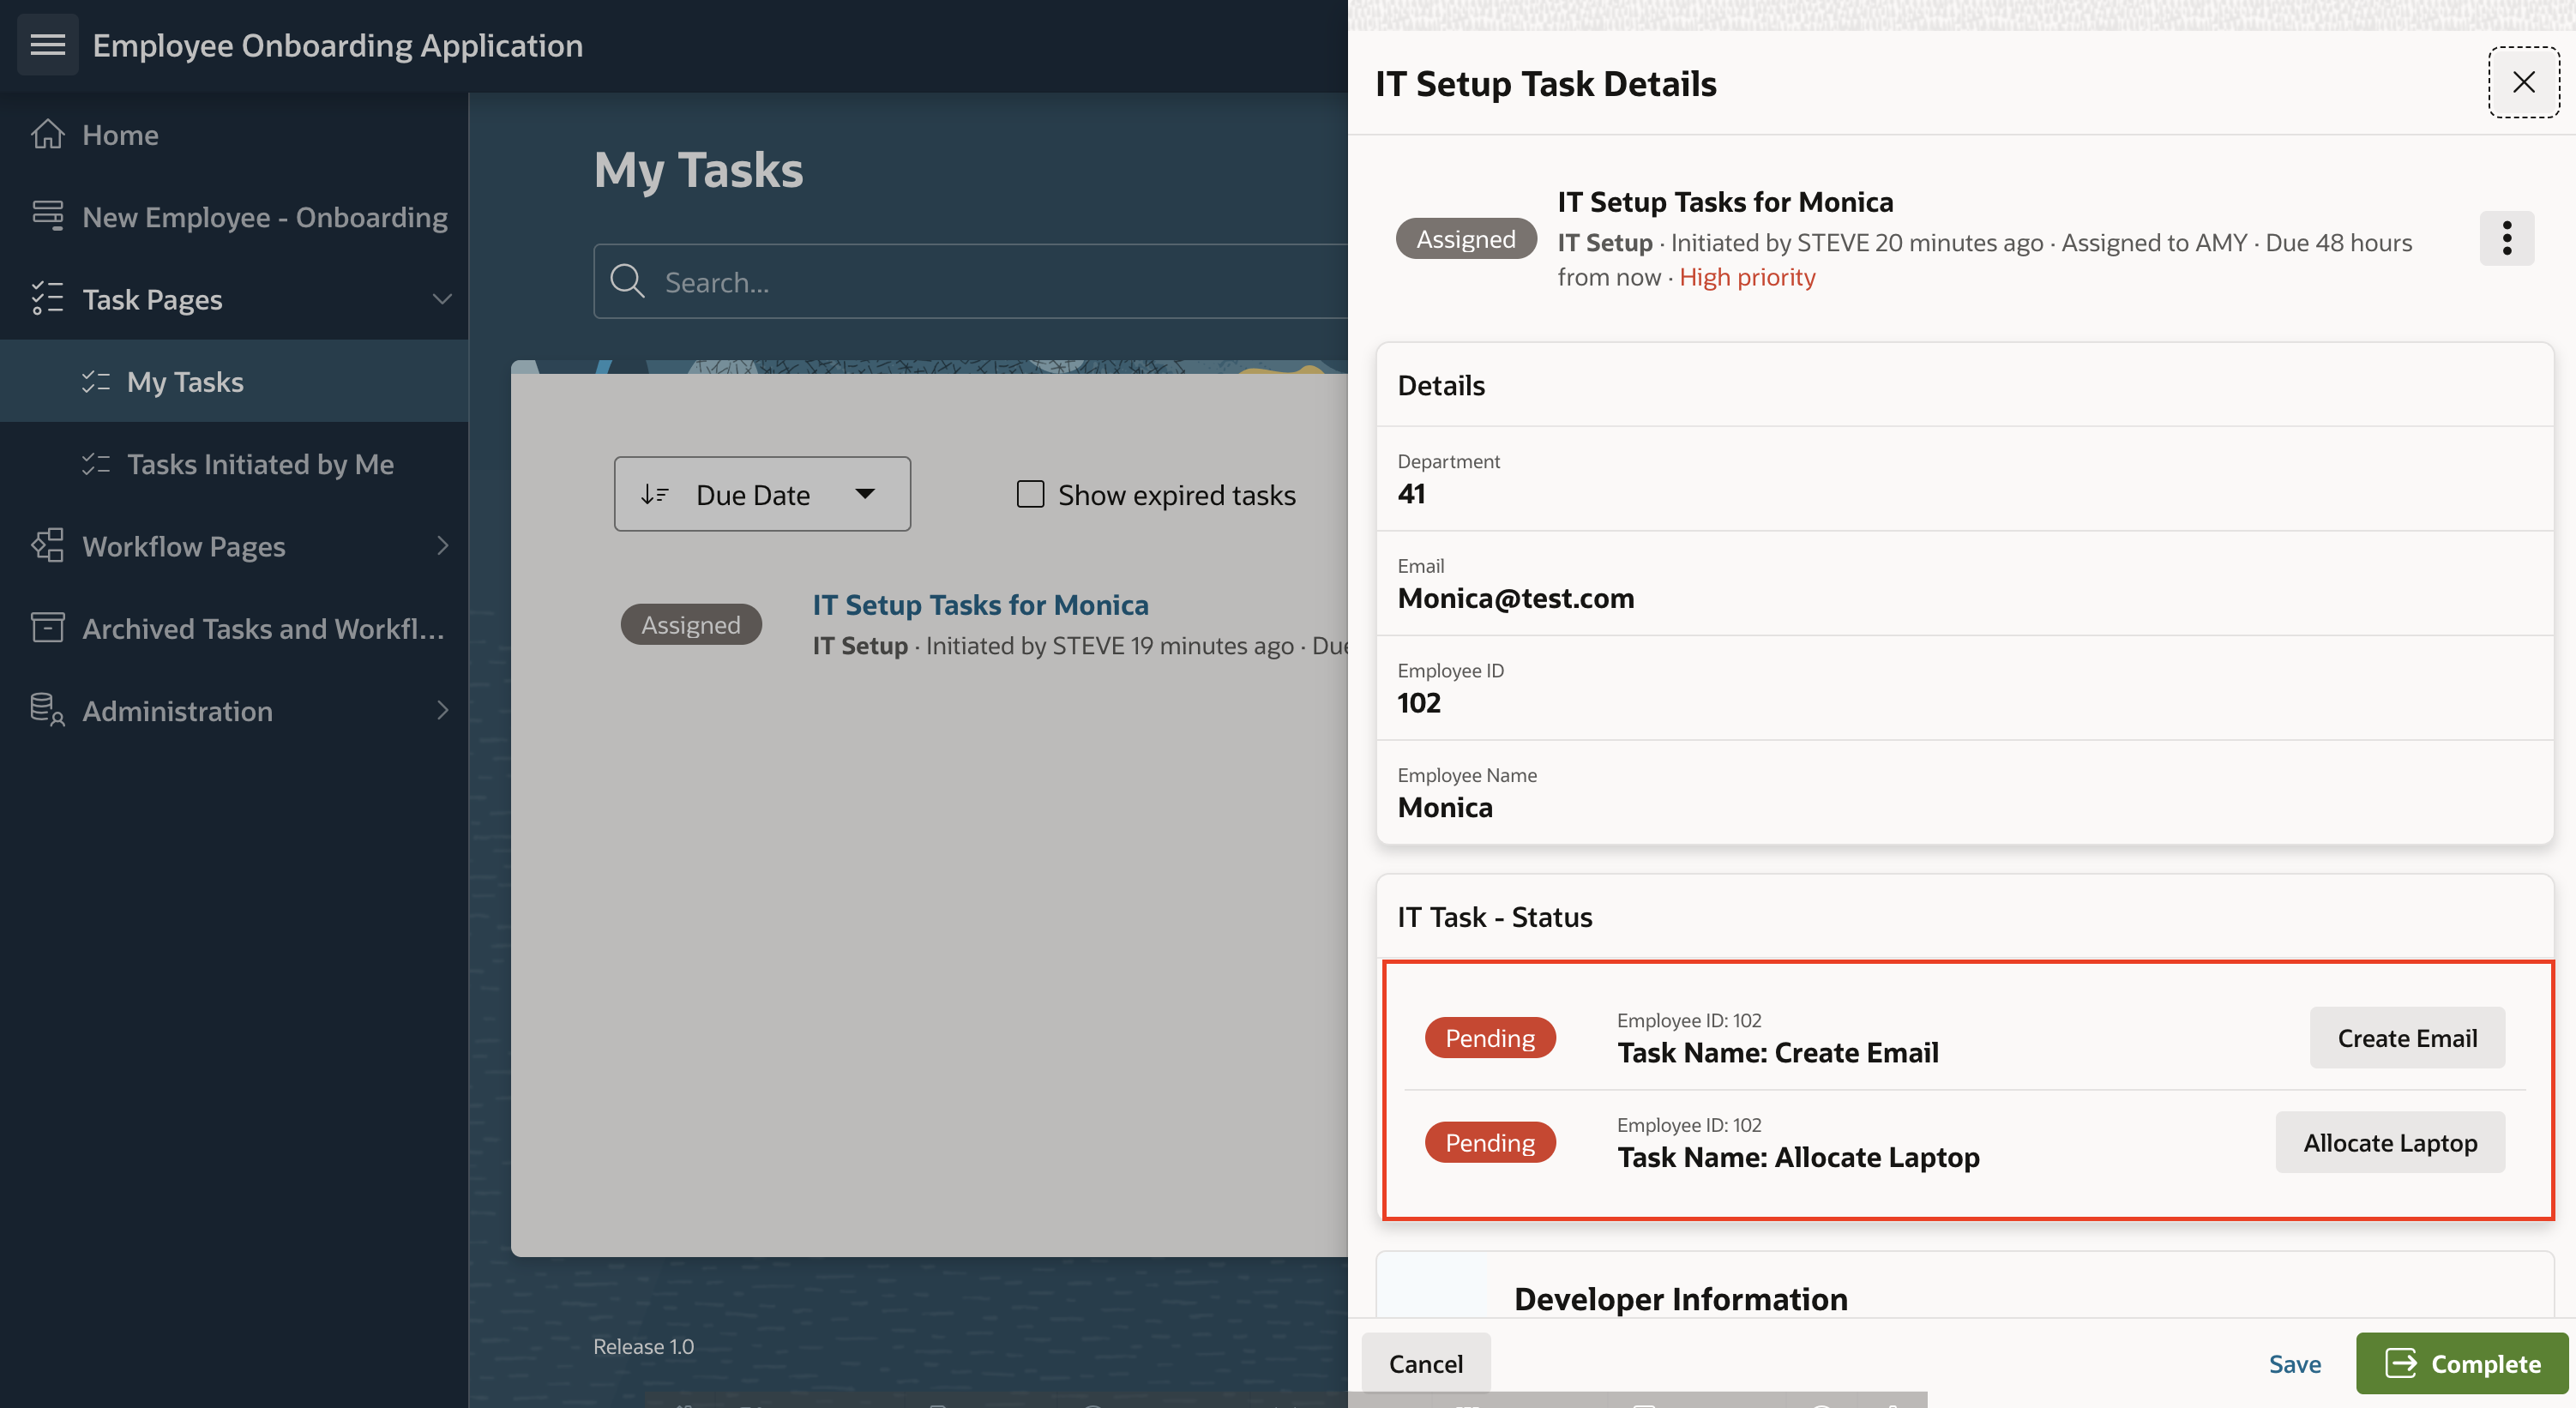 Employee Onboarding Application
Home
New Employee - Onboarding
Task Pages
My Tasks
Tasks Initiated by Me
Workflow Pages
Archived Tasks and Workfl...
Administration
My Tasks
Search...
Due Date
Show expired tasks
Assigned
IT Setup Tasks for Monica
IT Setup · Initiated by STEVE 19 minutes ago ·
Release 1.0
IT Setup Task Details
Assigned
IT Setup Tasks for Monica
IT Setup · Initiated by STEVE 20 minutes ago · Assigned to AMY · Due 48 hours
from now · High priority
Details
Department
41
Email
Monica@test.com
Employee ID
102
Employee Name
Monica
IT Task - Status
Pending
Employee ID: 102
Task Name: Create Email
Create Email
Pending
Employee ID: 102
Task Name: Allocate Laptop
Allocate Laptop
Developer Information
Cancel
Save
Complete